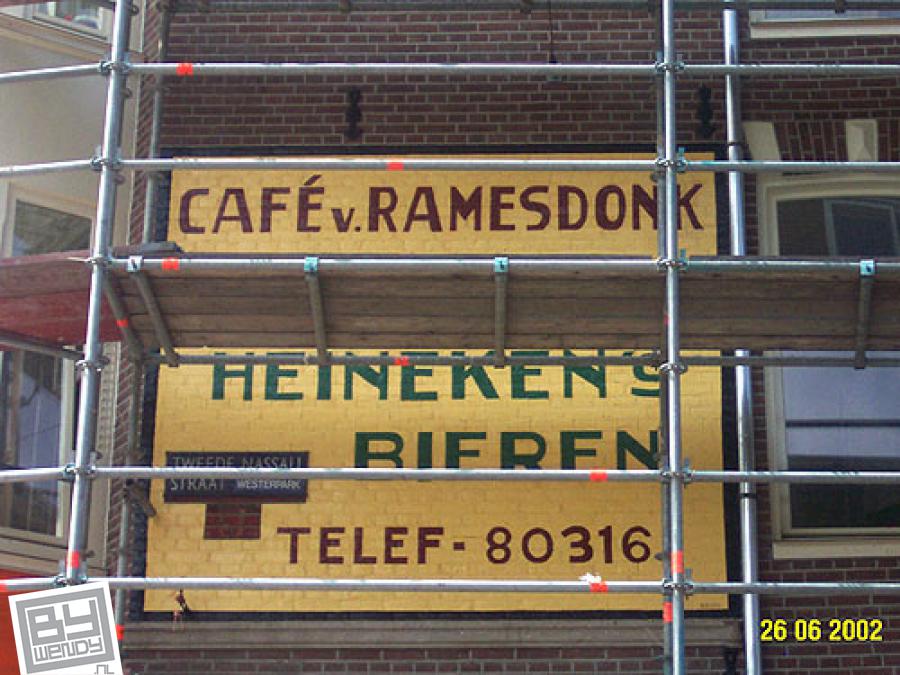 CAFÉ v. RAMESDONK
HEINEKEN'S
BIEREN
TWEEDE NASSAU
STRAAT WESTERPARK
TELEF - 80316.
BY
WENDY
NL
26 06 2002